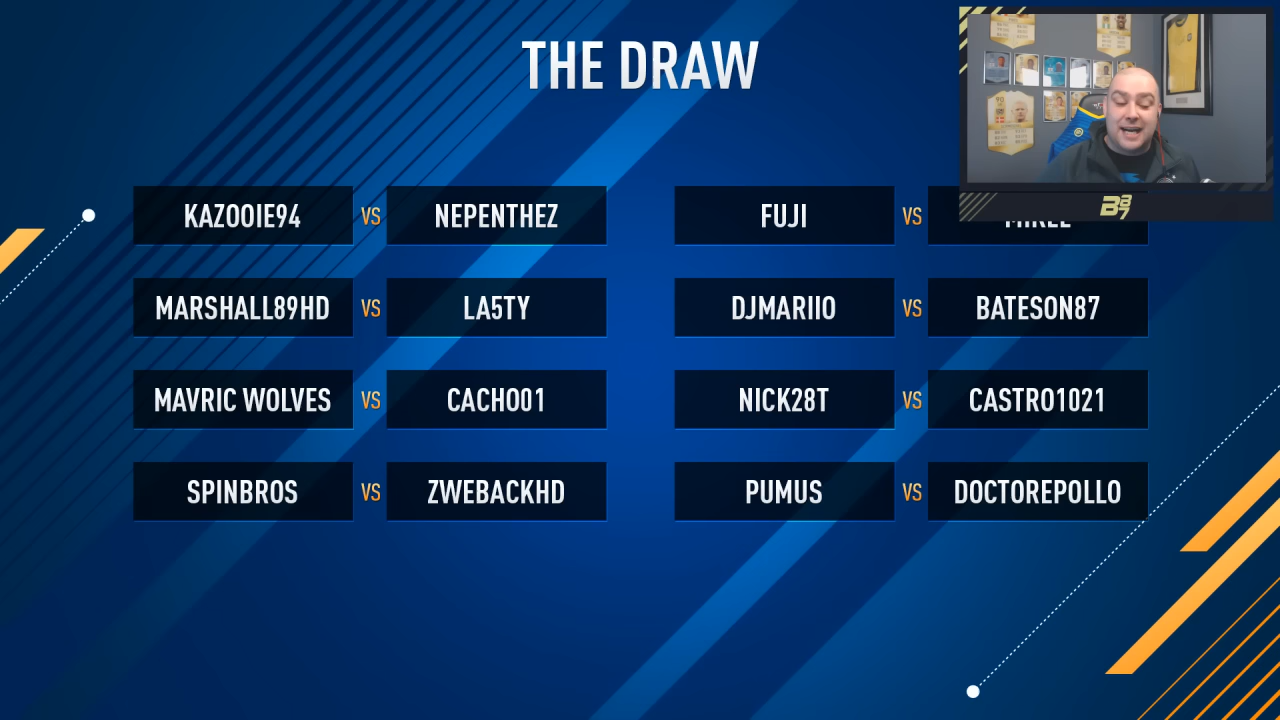 THE DRAW
KAZOOIE94 VS NEPENTHEZ
FUJI VS
MARSHALL89HD VS LA5TY
DJMARIIO VS BATESON87
MAVRIC WOLVES VS CACHO01
NICK28T VS CASTRO1021
SPINBROS VS ZWEBACKHD
PUMUS VS DOCTOREPOLLO
B87